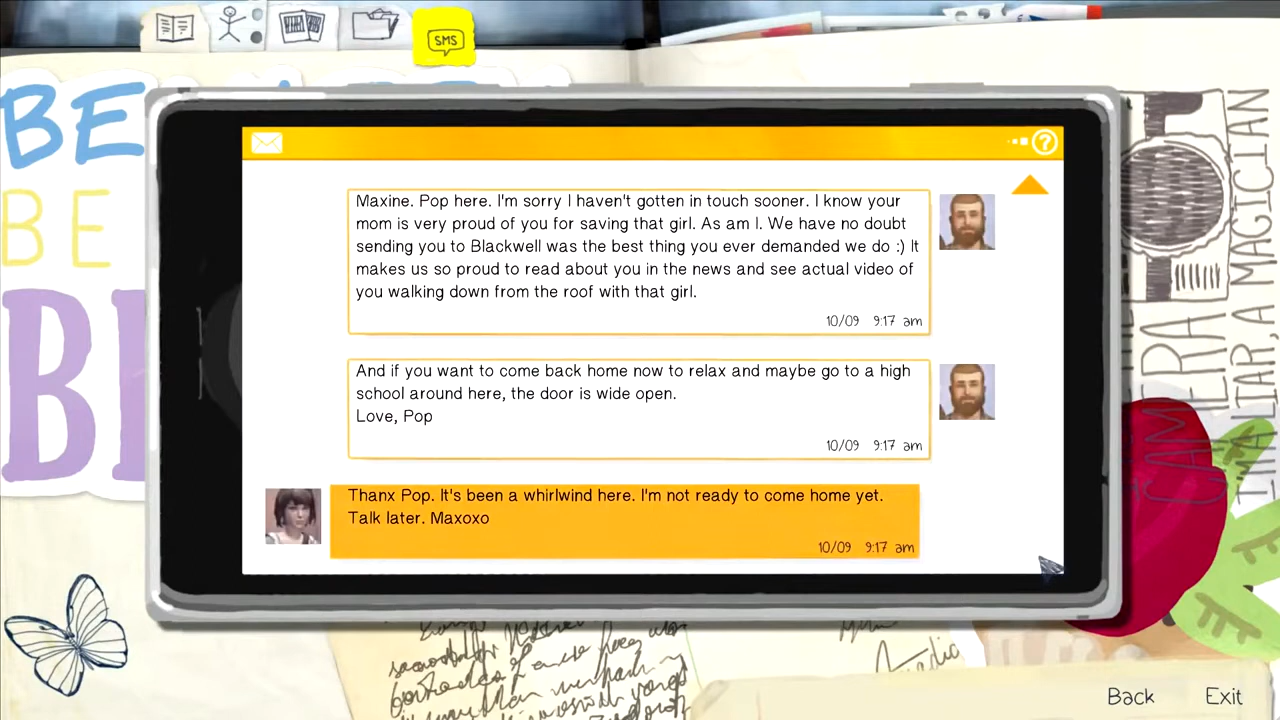 SMS
BE
BE
Maxine. Pop here. I'm sorry I haven't gotten in touch sooner. I know your
mom is very proud of you for saving that girl. As am I. We have no doubt
sending you to Blackwell was the best thing you ever demanded we do :) It
makes us so proud to read about you in the news and see actual video of
you walking down from the roof with that girl.
10/09 9:17 am
And if you want to come back home now to relax and maybe go to a high
school around here, the door is wide open.
Love, Pop
10/09 9:17 am
Thanx Pop. It's been a whirlwind here. I'm not ready to come home yet.
Talk later. Maxoxo
10/09 9:17 am
CAMERA
A MAGICIAN
Back
Exit